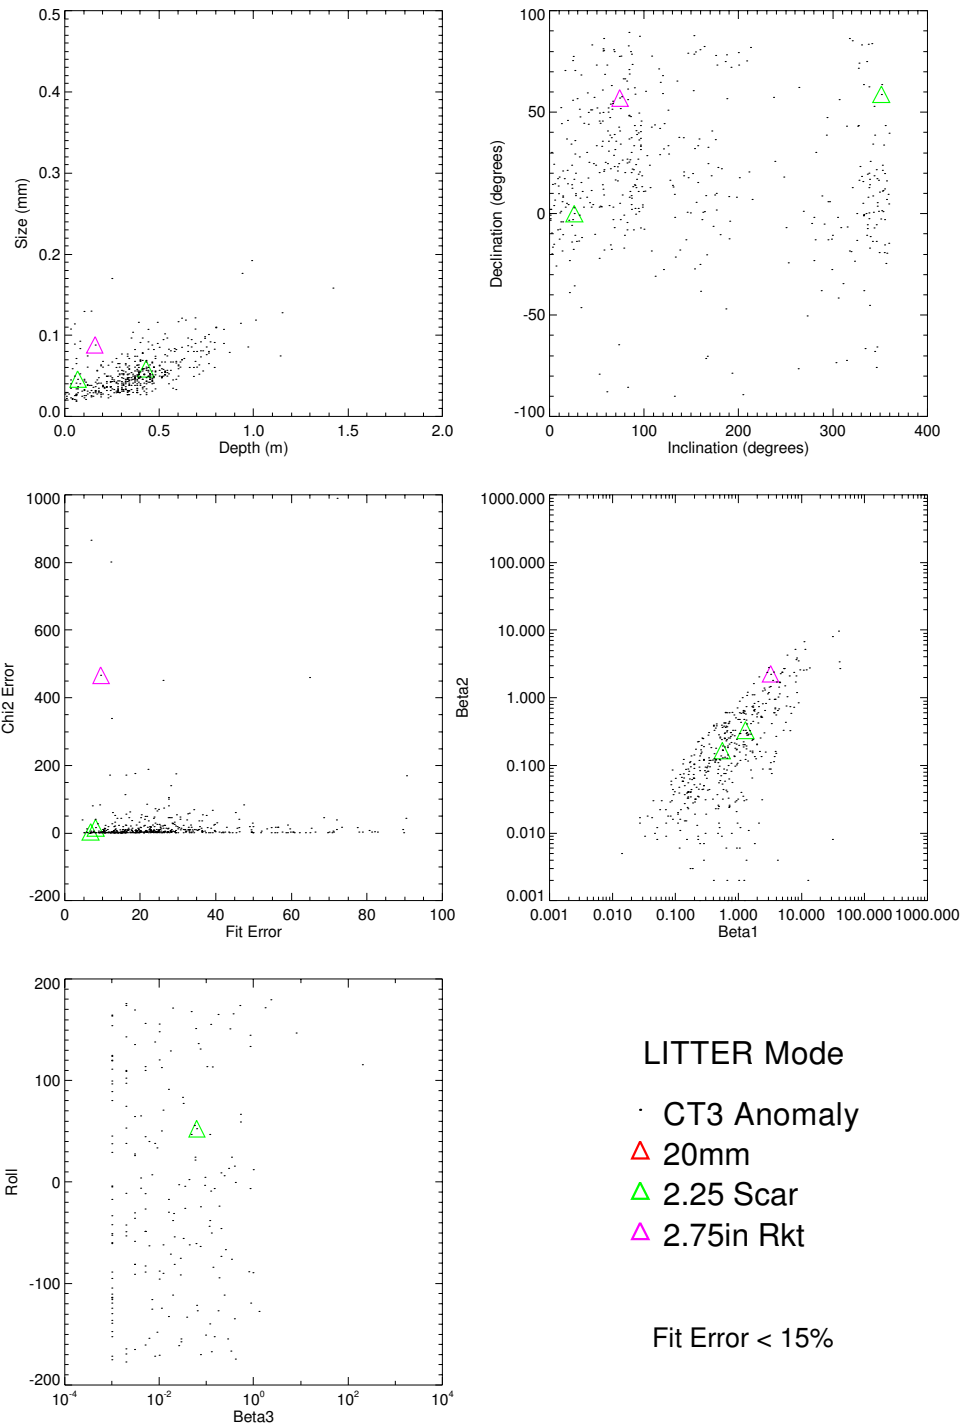 0.5
0.4
0.3
0.2
0.1
0.0
Size (mm)
0.0 0.5 1.0 1.5 2.0
Depth (m)
100
50
0
-50
-100
Declination (degrees)
0 100 200 300 400
Inclination (degrees)
1000
800
600
400
200
0
-200
Chi2 Error
0 20 40 60 80 100
Fit Error
1000.000
100.000
10.000
1.000
0.100
0.010
0.001
Beta2
0.001 0.010 0.100 1.000 10.000 100.000 1000.000
Beta1
200
100
0
-100
-200
Roll
10-4 10-2 100 102 104
Beta3
LITTER Mode
CT3 Anomaly
20mm
2.25 Scar
2.75in Rkt
Fit Error < 15%